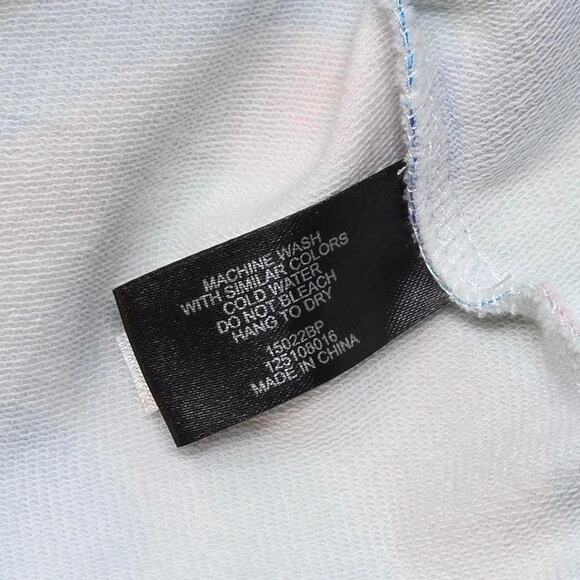 MACHINE WASH
WITH SIMILAR COLORS
COLD WATER
DO NOT BLEACH
HANG TO DRY
15022BP
125108016
MADE IN CHINA